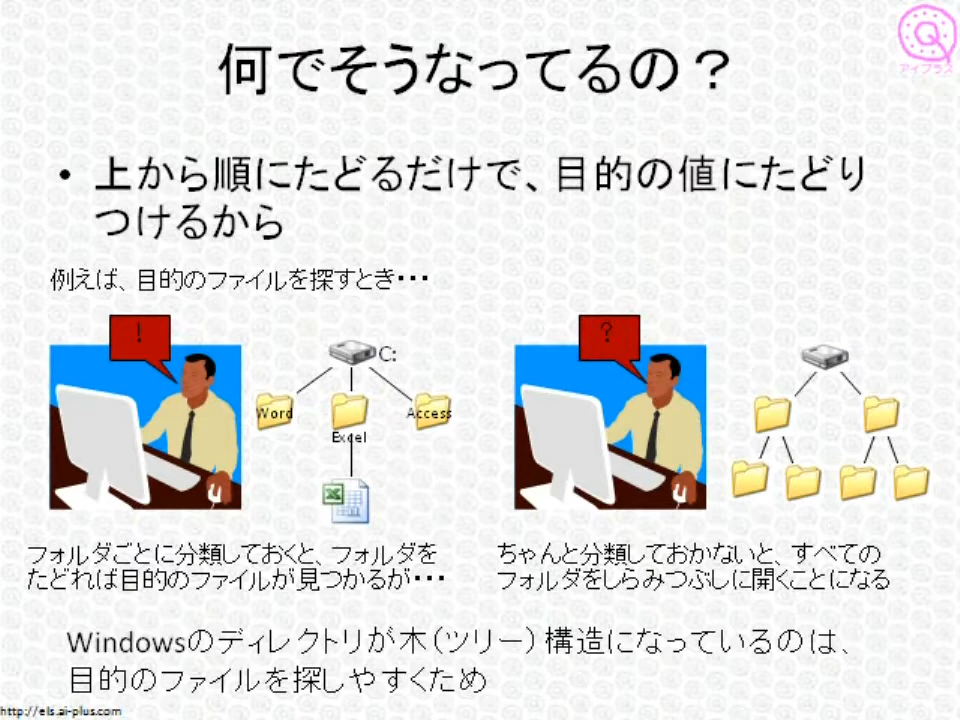 何でそうなってるの？
アイプラス
• 上から順にたどるだけで、目的の値にたどり
つけるから
例えば、目的のファイルを探すとき・・・
！
C:
Word
Excel
Access
？
フォルダごとに分類しておくと、フォルダを
たどれば目的のファイルが見つかるが・・・
ちゃんと分類しておかないと、すべての
フォルダをしらみつぶしに開くことになる
Windowsのディレクトリが木（ツリー）構造になっているのは、
目的のファイルを探しやすくため
http://els.ai-plus.com